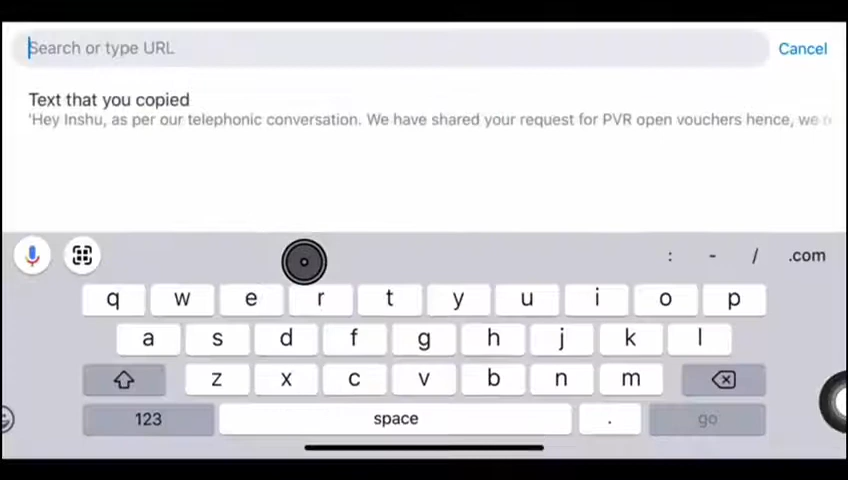 Search or type URL
Cancel
Text that you copied
'Hey Inshu, as per our telephonic conversation. We have shared your request for PVR open vouchers hence, we
: - / .com
q w e r t y u i o p
a s d f g h j k l
z x c v b n m
123 space . go